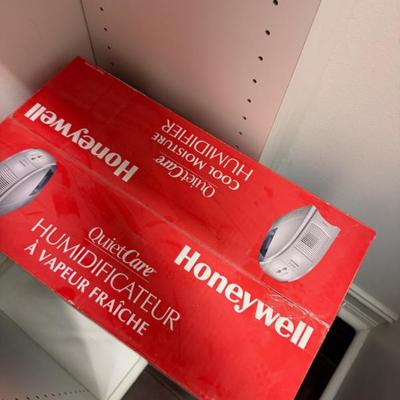 Honeywell
QuietCare
COOL MOISTURE
HUMIDIFIER
QuietCare
HUMIDIFICATEUR
À VAPEUR FRAÎCHE
Honeywell